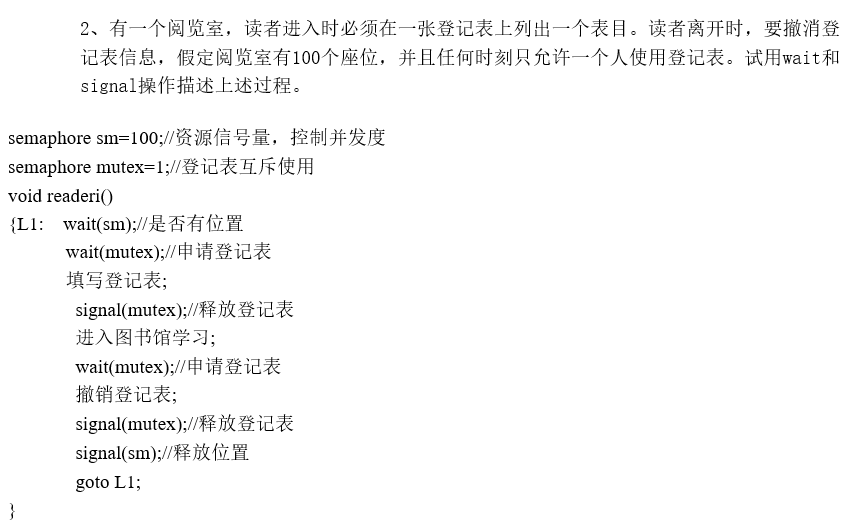 2、有一个阅览室，读者进入时必须在一张登记表上列出一个表目。读者离开时，要撤消登
记表信息，假定阅览室有100个座位，并且任何时刻只允许一个人使用登记表。试用wait和
signal操作描述上述过程。
semaphore sm=100;//资源信号量，控制并发度
semaphore mutex=1;//登记表互斥使用
void readeri()
{L1: wait(sm);//是否有位置
wait(mutex);//申请登记表
填写登记表;
signal(mutex);//释放登记表
进入图书馆学习;
wait(mutex);//申请登记表
撤销登记表;
signal(mutex);//释放登记表
signal(sm);//释放位置
goto L1;
}